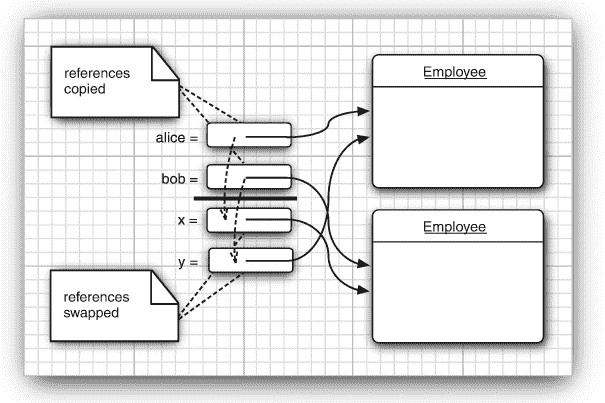 references
copied
Employee
alice =
bob =
x =
y =
Employee
references
swapped